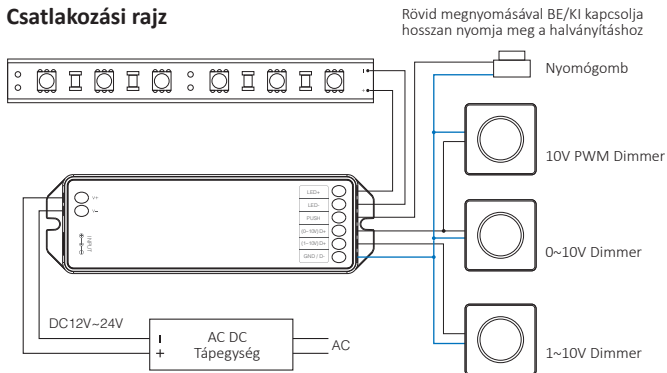 Csatlakozási rajz
Rövid megnyomásával BE/KI kapcsolja
hosszan nyomja meg a halványításhoz
Nyomógomb
10V PWM Dimmer
LED+
LED-
PUSH
(0~10V) D+
(1~10V) D+
GND / D-
V+
V-
INPUT
0~10V Dimmer
DC12V~24V
AC DC
Tápegység
AC
1~10V Dimmer